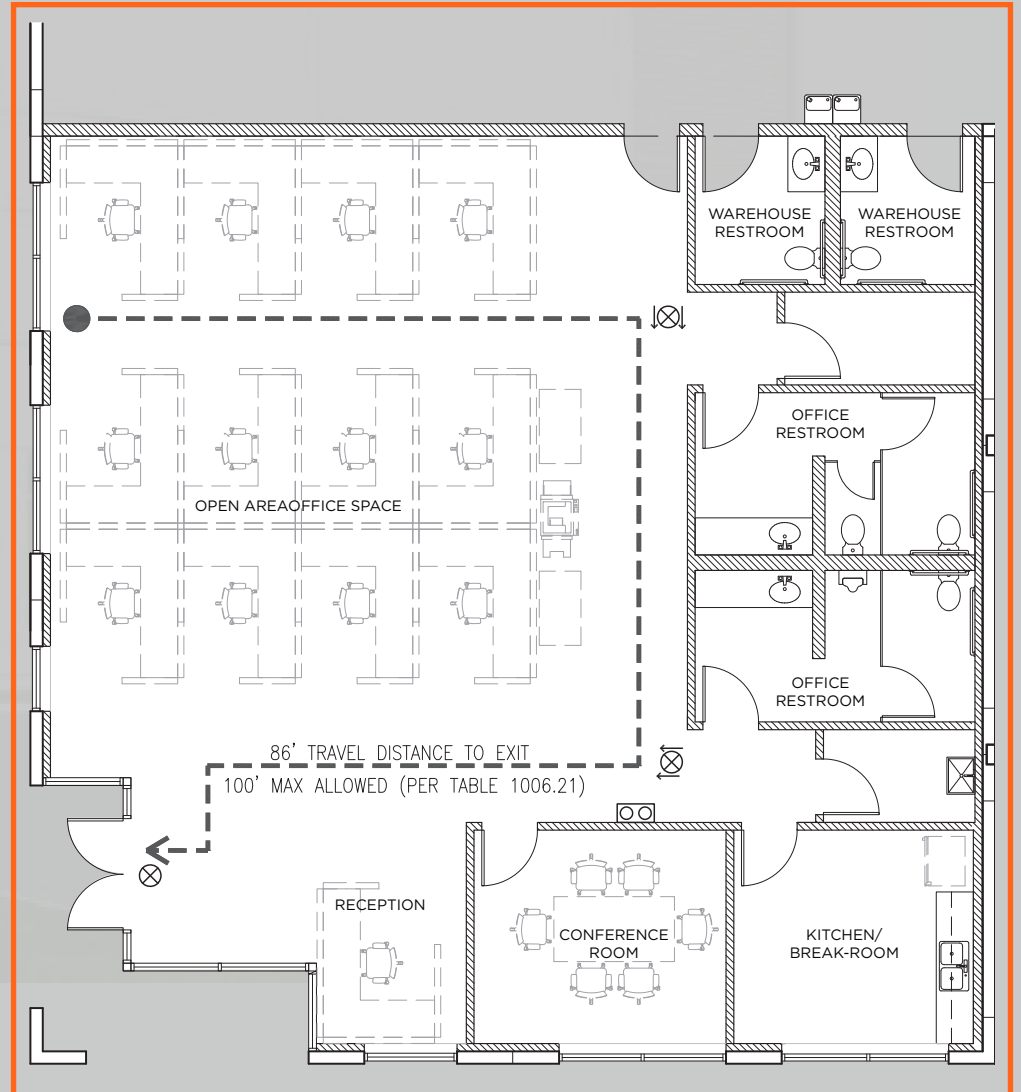 WAREHOUSE
RESTROOM
WAREHOUSE
RESTROOM
OFFICE
RESTROOM
OPEN AREAOFFICE SPACE
OFFICE
RESTROOM
86' TRAVEL DISTANCE TO EXIT
100' MAX ALLOWED (PER TABLE 1006.21)
RECEPTION
CONFERENCE
ROOM
KITCHEN/
BREAK-ROOM